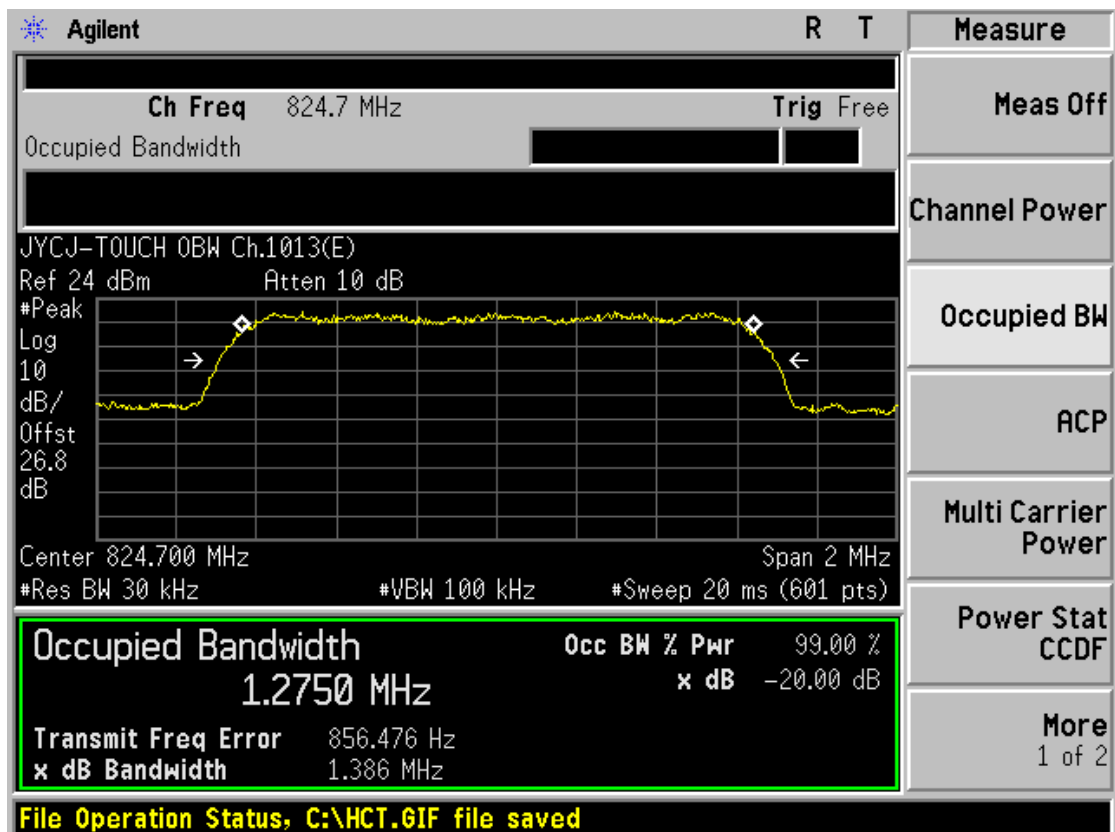 Agilent R T Measure
Ch Freq 824.7 MHz Trig Free
Meas Off
Occupied Bandwidth
Channel Power
JYCJ-TOUCH OBW Ch.1013(E)
Ref 24 dBm Atten 10 dB
#Peak
Log
10
dB/
Offst
26.8
dB
Occupied BW
ACP
Multi Carrier
Power
Center 824.700 MHz Span 2 MHz
#Res BW 30 kHz #VBW 100 kHz #Sweep 20 ms (601 pts)
Power Stat
CCDF
Occupied Bandwidth Occ BW % Pwr 99.00 %
1.2750 MHz x dB -20.00 dB
Transmit Freq Error 856.476 Hz
x dB Bandwidth 1.386 MHz
More
1 of 2
File Operation Status, C:\HCT.GIF file saved